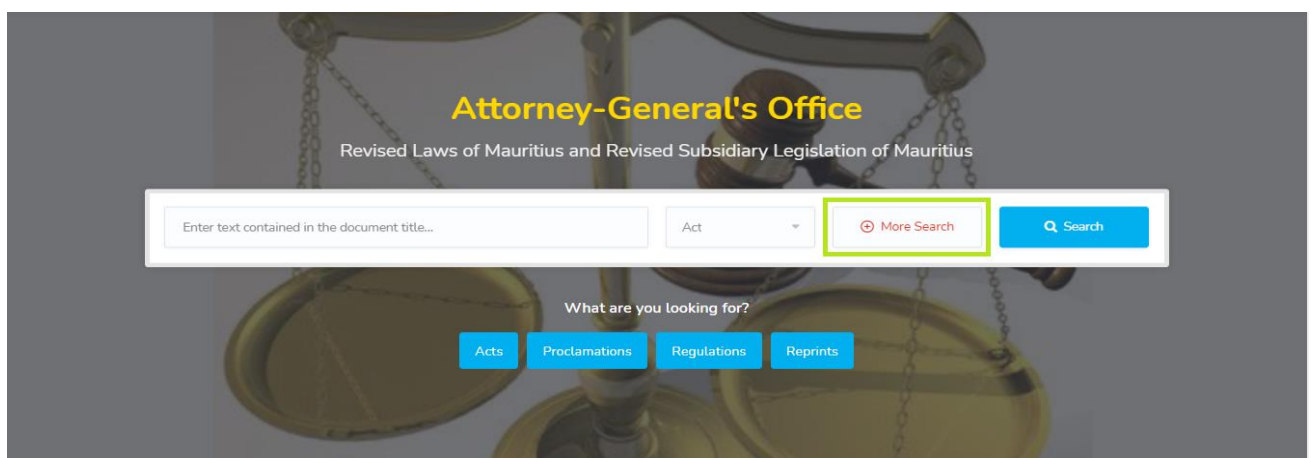 Attorney-General's Office
Revised Laws of Mauritius and Revised Subsidiary Legislation of Mauritius
Enter text contained in the document title... Act More Search Search
What are you looking for?
Acts Proclamations Regulations Reprints